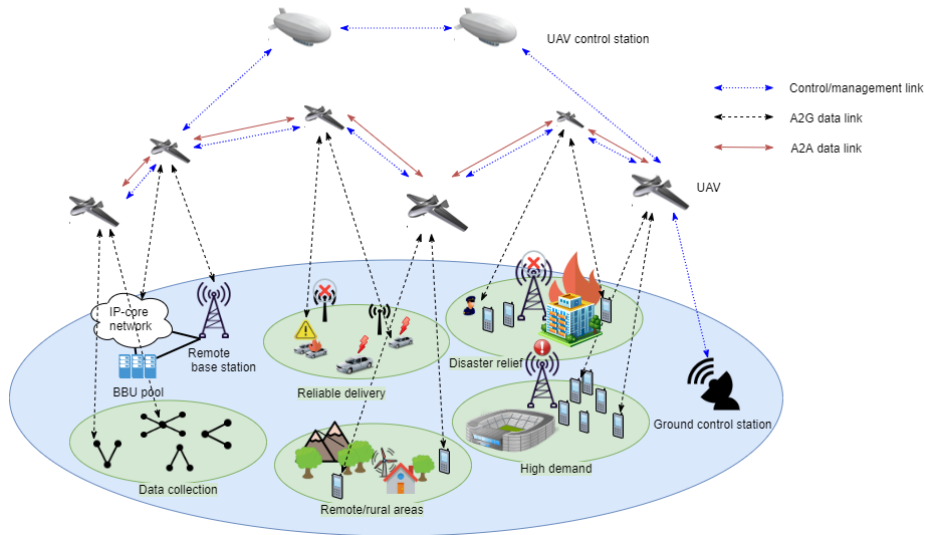 UAV control station
Control/management link
A2G data link
A2A data link
UAV
IP-core
network
Remote
base station
BBU pool
Reliable delivery
Disaster relief
Ground control station
Data collection
High demand
Remote/rural areas